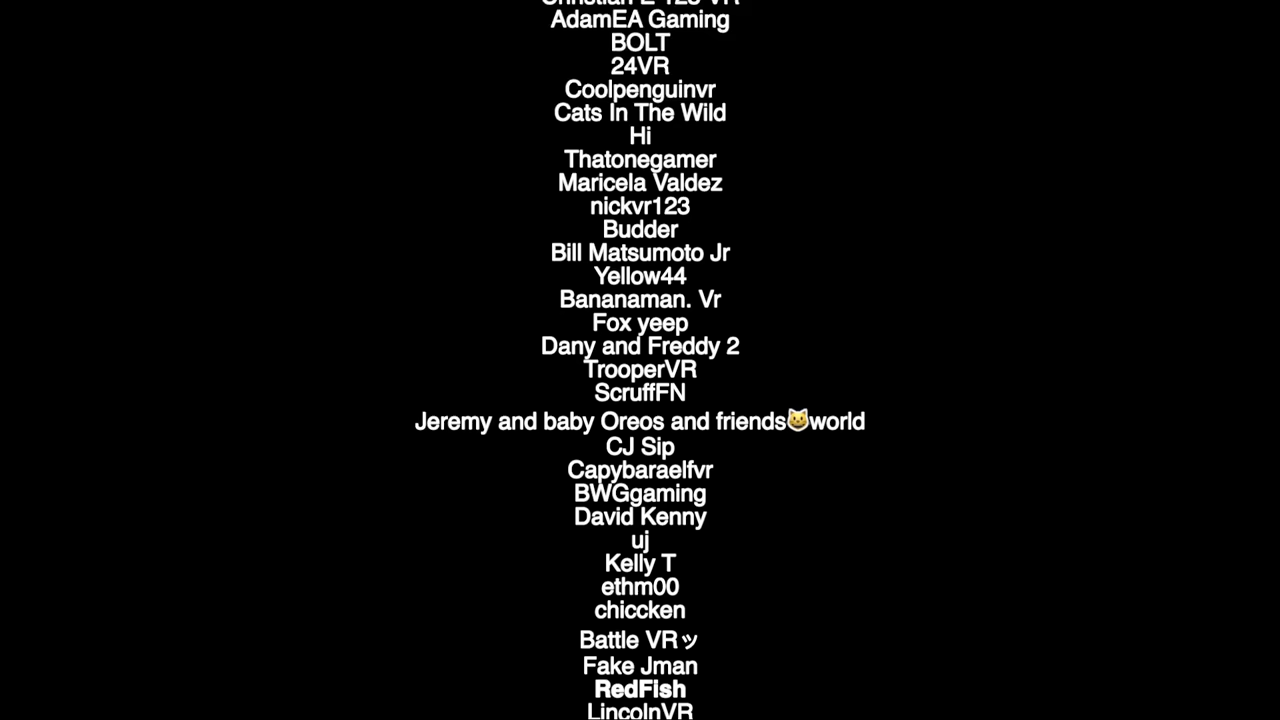 AdamEA Gaming
BOLT
24VR
Coolpenguinvr
Cats In The Wild
Hi
Thatonegamer
Maricela Valdez
nickvr123
Budder
Bill Matsumoto Jr
Yellow44
Bananaman. Vr
Fox yeep
Dany and Freddy 2
TrooperVR
ScruffFN
Jeremy and baby Oreos and friends😺world
CJ Sip
Capybaraelfvr
BWGgaming
David Kenny
uj
Kelly T
ethm00
chiccken
Battle VRッ
Fake Jman
RedFish
LincolnVR